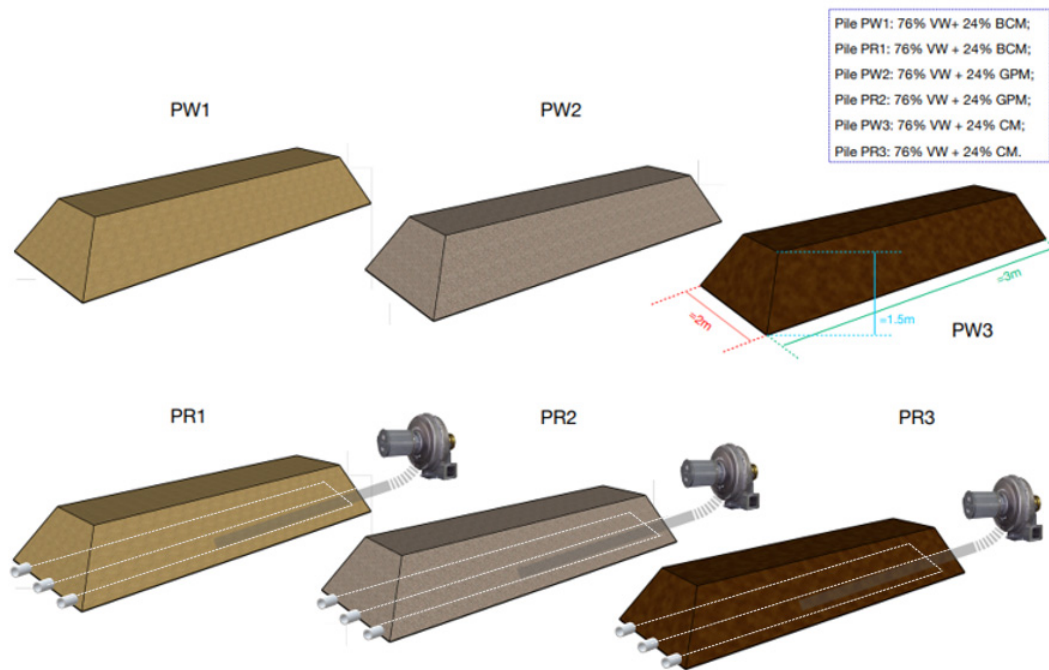 Pile PW1: 76% VW+ 24% BCM;
Pile PR1: 76% VW + 24% BCM;
Pile PW2: 76% VW + 24% GPM;
Pile PR2: 76% VW + 24% GPM;
Pile PW3: 76% VW + 24% CM;
Pile PR3: 76% VW + 24% CM.
PW1
PW2
=2m
=1.5m
=3m
PW3
PR1
PR2
PR3